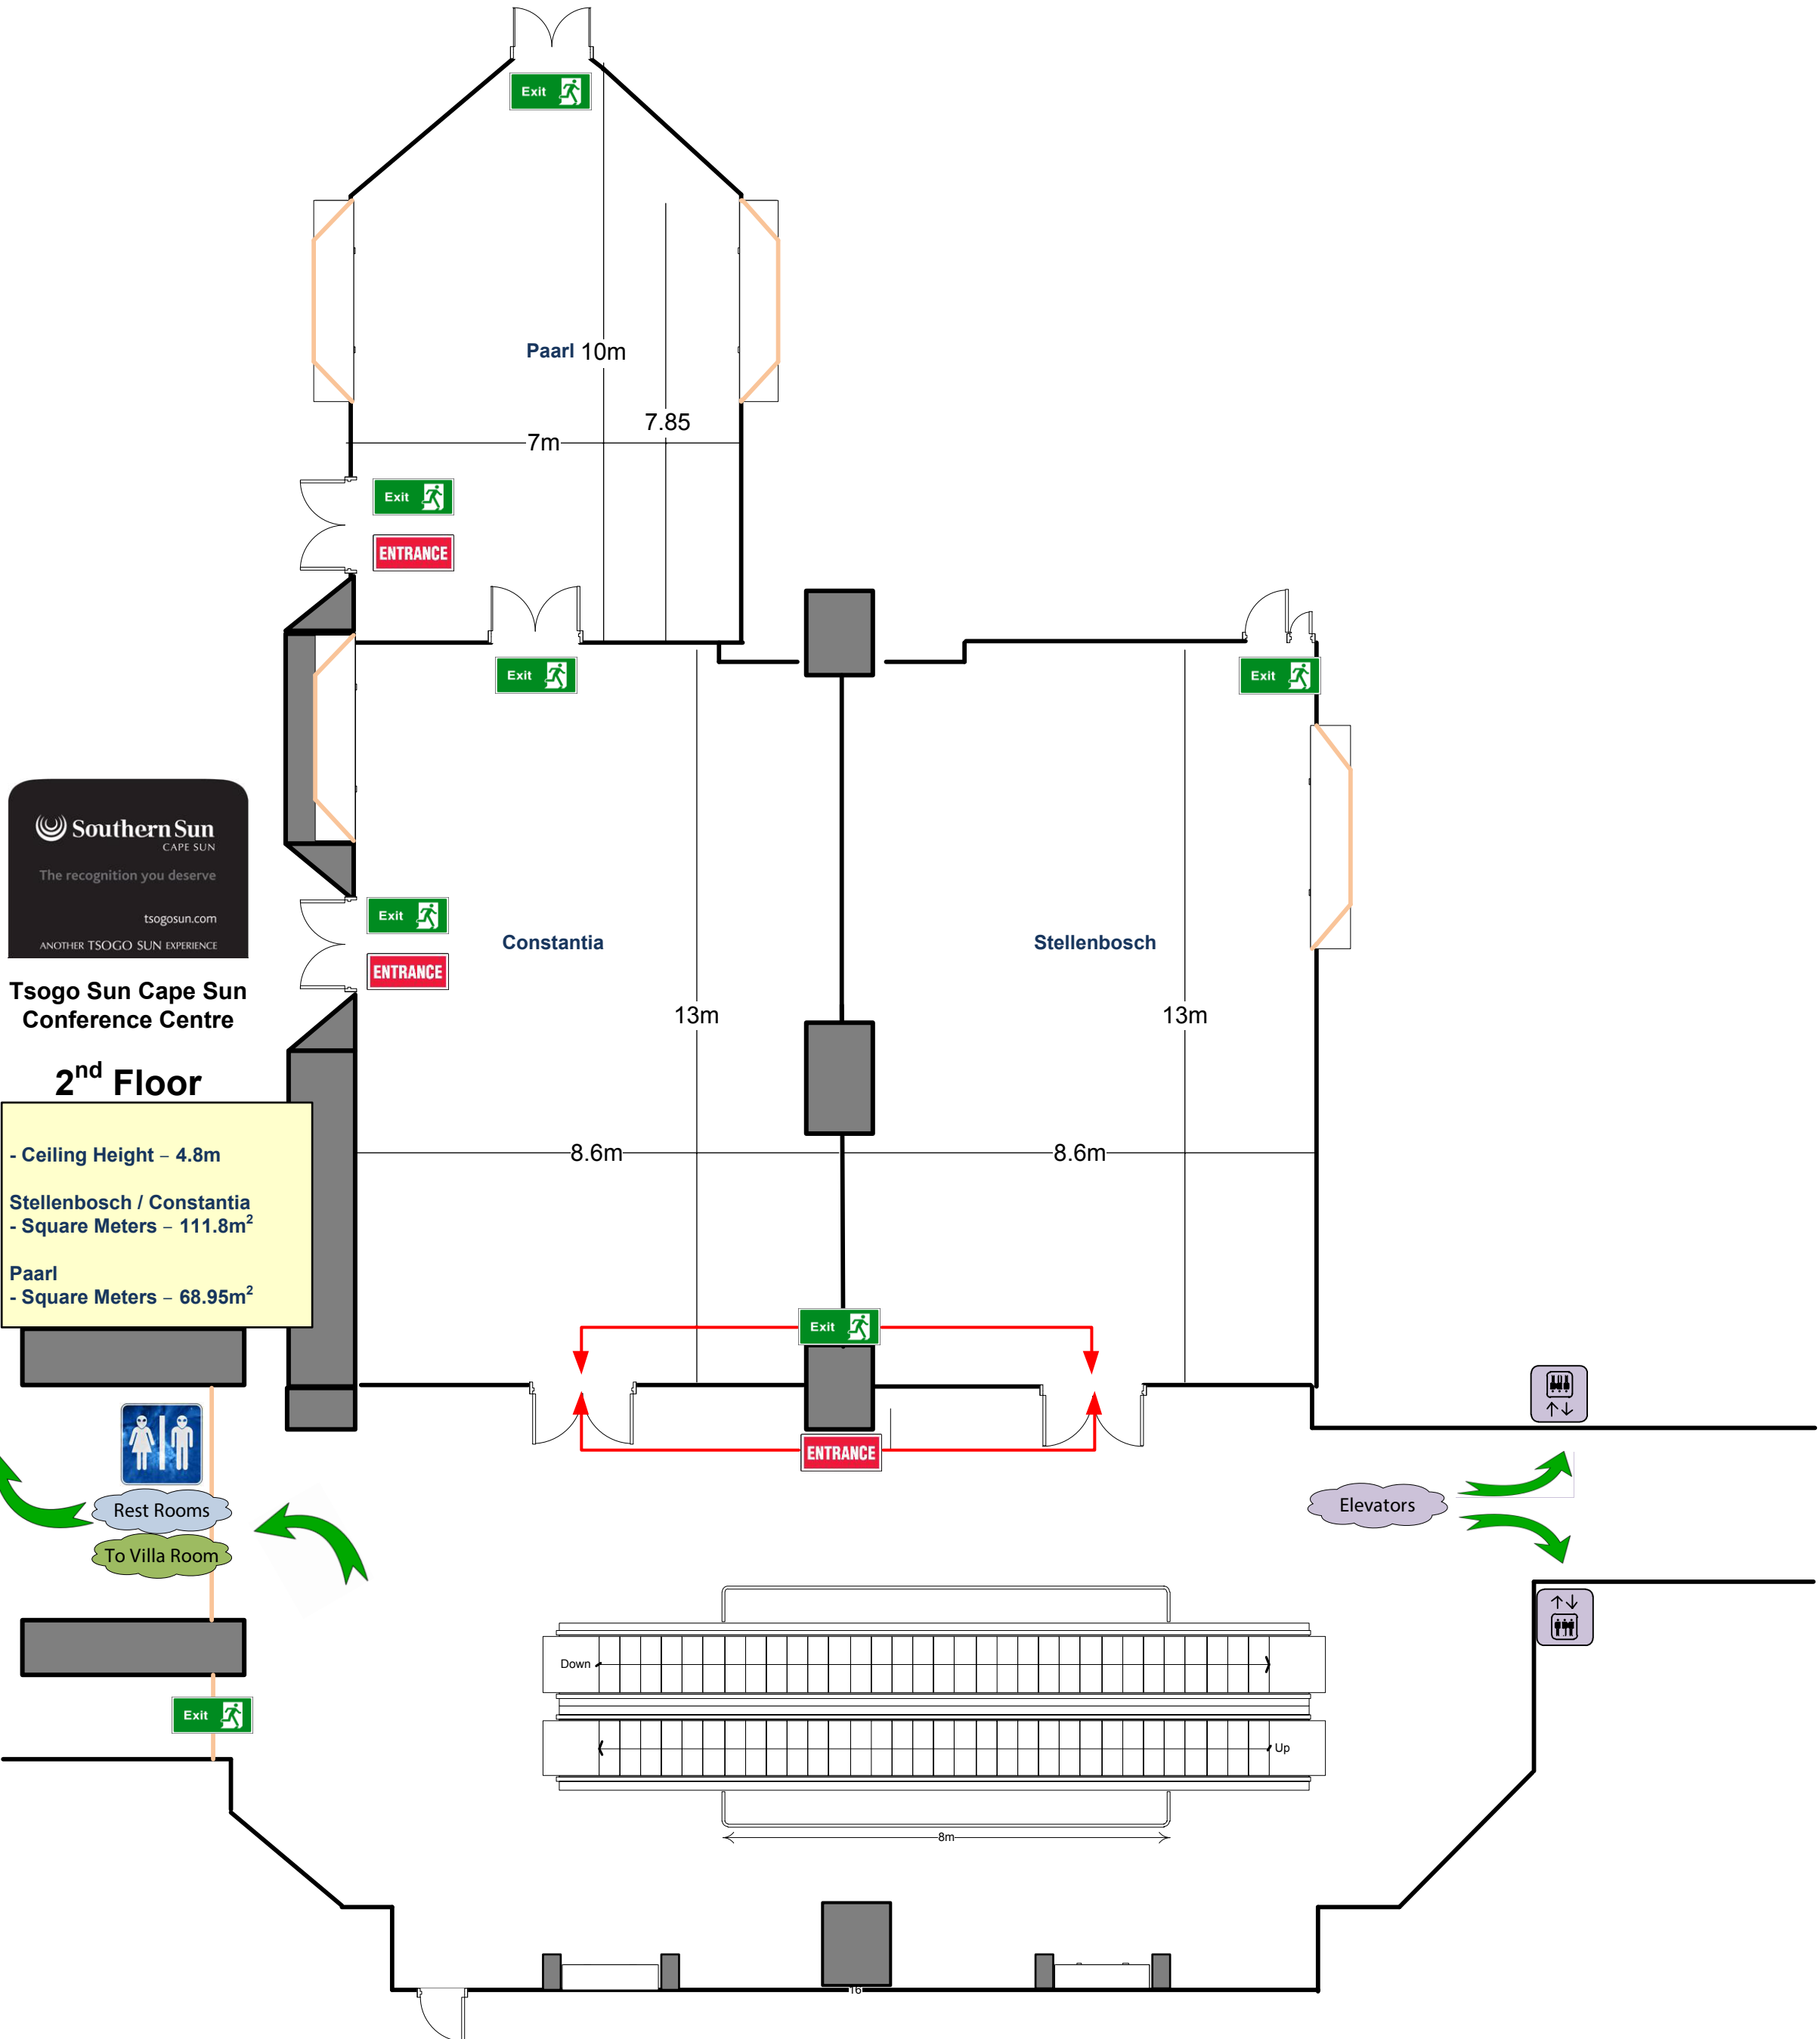 Exit
Paarl 10m
7.85
7m
Exit
ENTRANCE
Exit
Exit
Southern Sun
CAPE SUN
The recognition you deserve
tsogosun.com
ANOTHER TSOGO SUN EXPERIENCE
Exit
ENTRANCE
Constantia
Stellenbosch
13m
13m
Tsogo Sun Cape Sun
Conference Centre
2nd Floor
- Ceiling Height – 4.8m
Stellenbosch / Constantia
- Square Meters – 111.8m²
Paarl
- Square Meters – 68.95m²
8.6m
8.6m
Exit
ENTRANCE
Rest Rooms
To Villa Room
Elevators
Exit
Down
Up
8m
16